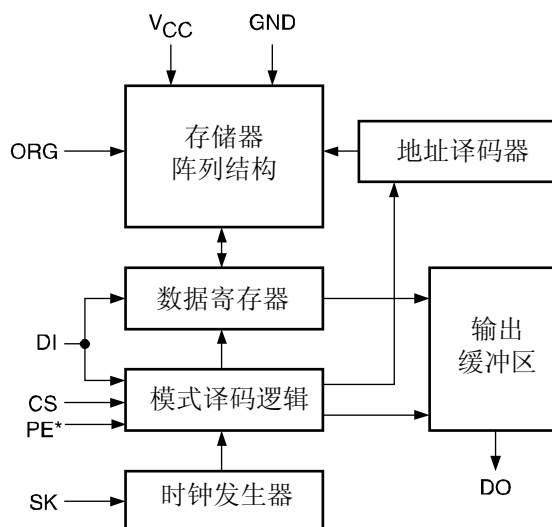 VCC
GND
ORG
存储器
阵列结构
地址译码器
数据寄存器
DI
输出
缓冲区
模式译码逻辑
CS
PE*
DO
SK
时钟发生器